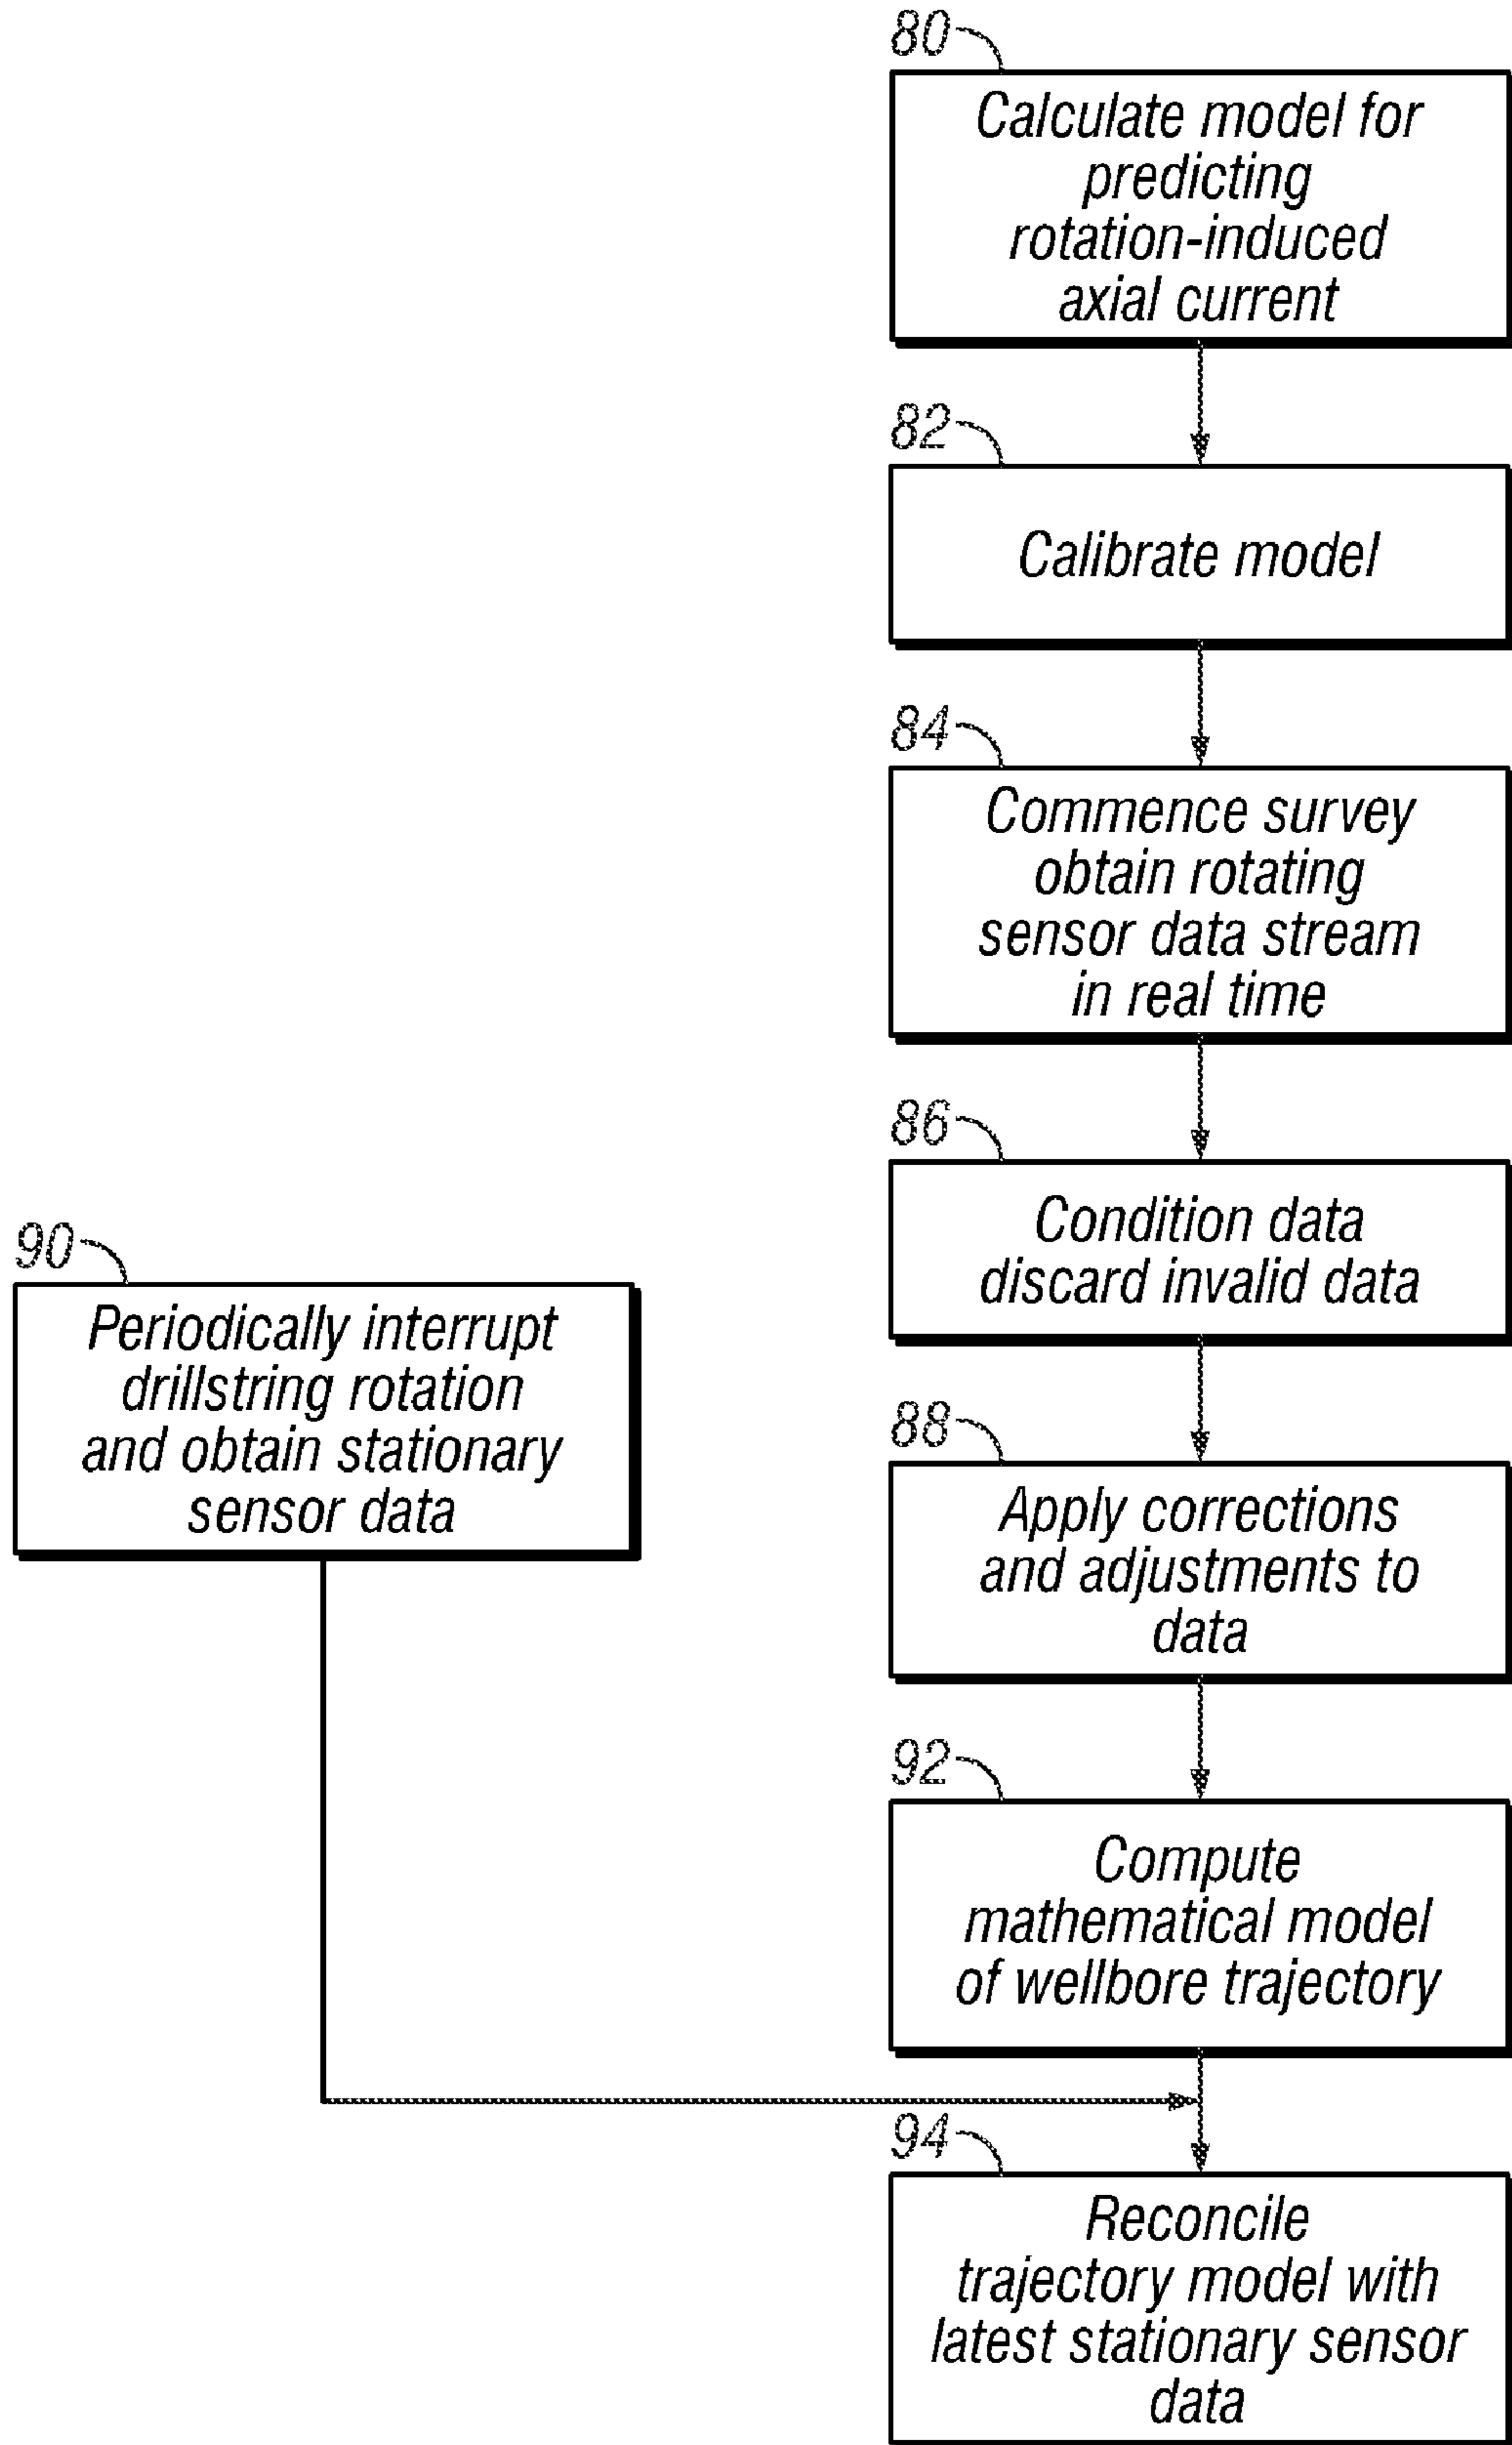 80
Calculate model for
predicting
rotation-induced
axial current
82
Calibrate model
84
Commence survey
obtain rotating
sensor data stream
in real time
86
Condition data
discard invalid data
90
Periodically interrupt
drillstring rotation
and obtain stationary
sensor data
88
Apply corrections
and adjustments to
data
92
Compute
mathematical model
of wellbore trajectory
94
Reconcile
trajectory model with
latest stationary sensor
data